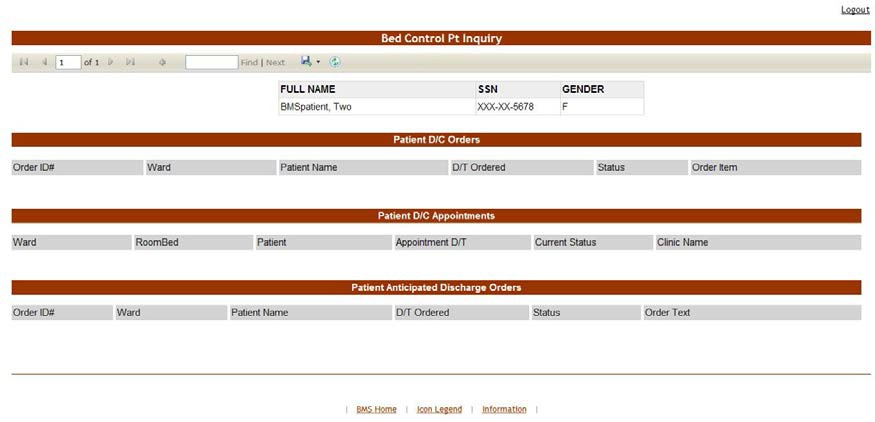 Logout
Bed Control Pt Inquiry
1 of 1 Find | Next
FULL NAME SSN GENDER
BMSpatient, Two XXX-XX-5678 F
Patient D/C Orders
Order ID# Ward Patient Name D/T Ordered Status Order Item
Patient D/C Appointments
Ward RoomBed Patient Appointment D/T Current Status Clinic Name
Patient Anticipated Discharge Orders
Order ID# Ward Patient Name D/T Ordered Status Order Text
| BMS Home | Icon Legend | Information |